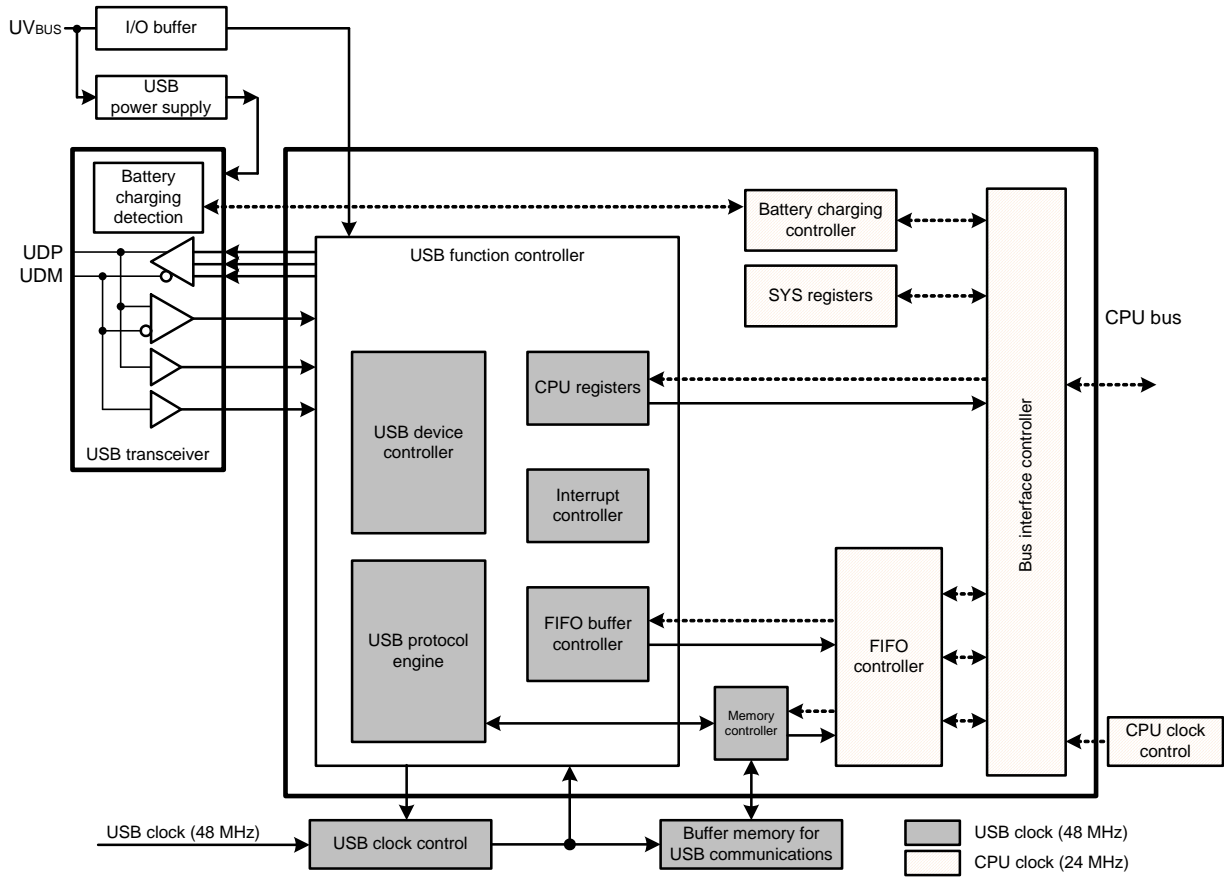 UVBUS
I/O buffer
USB
power supply
Battery
charging
detection
UDP
UDM
USB transceiver
USB function controller
Battery charging
controller
SYS registers
CPU bus
USB device
controller
CPU registers
Interrupt
controller
Bus interface controller
USB protocol
engine
FIFO buffer
controller
FIFO
controller
Memory
controller
CPU clock
control
USB clock (48 MHz)
USB clock control
Buffer memory for
USB communications
USB clock (48 MHz)
CPU clock (24 MHz)